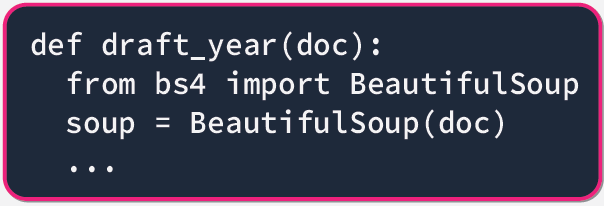 def draft_year(doc):
  from bs4 import BeautifulSoup
  soup = BeautifulSoup(doc)
  ...